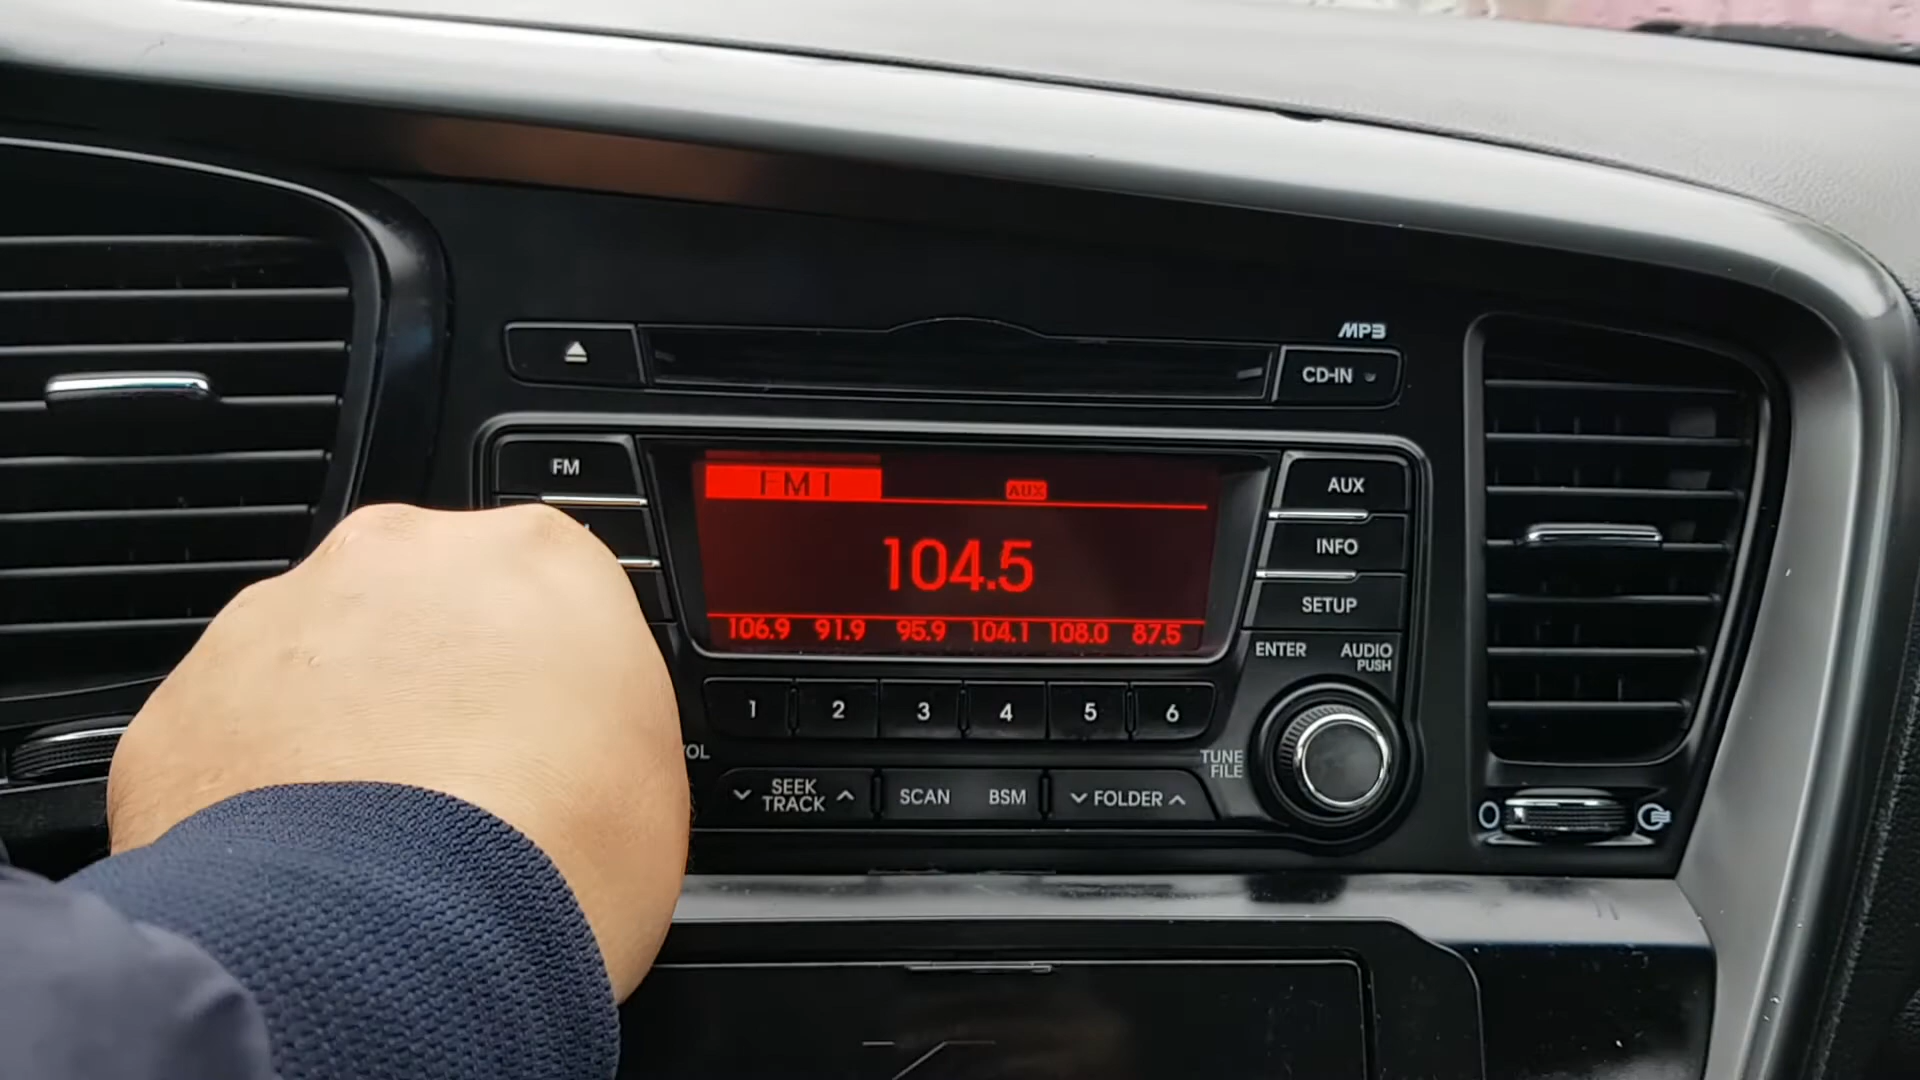 MP3
CD-IN
FM
FM1
AUX
AUX
104.5
INFO
106.9 91.9 95.9 104.1 108.0 87.5
SETUP
ENTER
AUDIO
PUSH
1 2 3 4 5 6
TUNE
FILE
SEEK
TRACK
SCAN
BSM
FOLDER